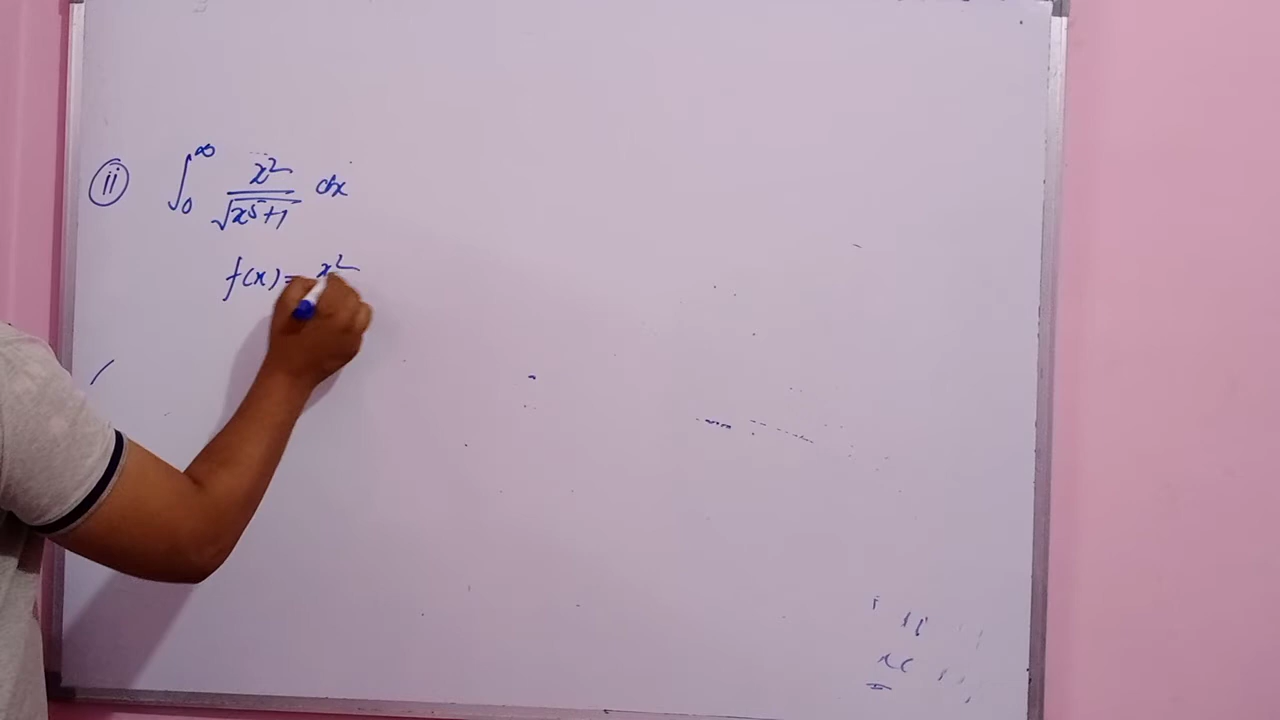 (ii) ∫₀^∞ x²/√(x⁵+1) dx
f(x) = x²